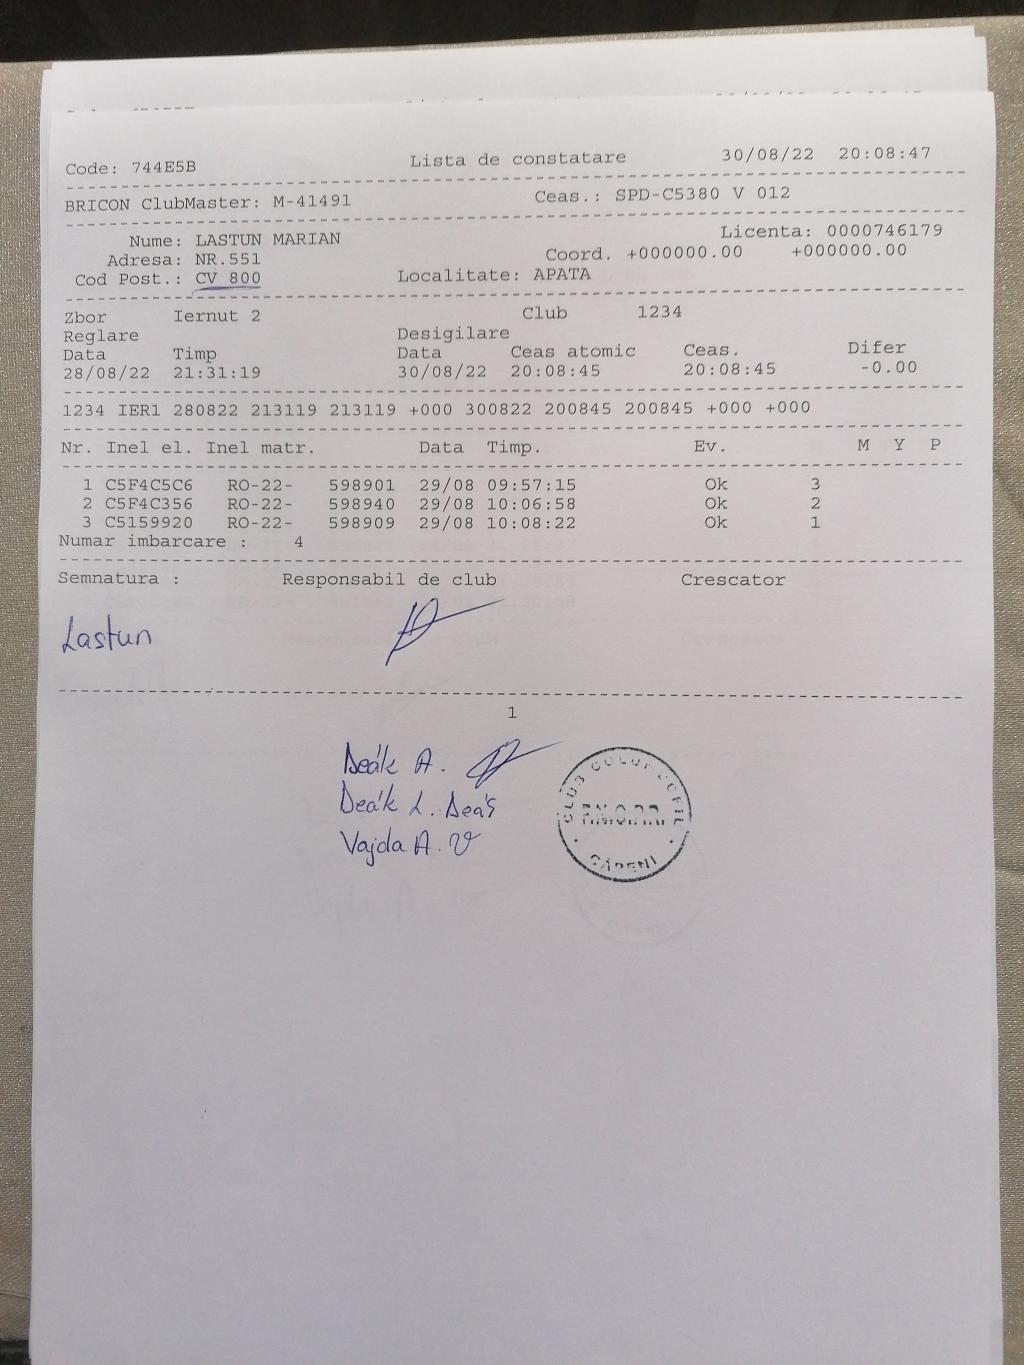 Code: 744E5B Lista de constatare 30/08/22 20:08:47
BRICON ClubMaster: M-41491 Ceas.: SPD-C5380 V 012
Nume: LASTUN MARIAN Licenta: 0000746179
Adresa: NR.551 Coord. +000000.00 +000000.00
Cod Post.: CV 800 Localitate: APATA
Zbor Iernut 2 Club 1234
Reglare Desigilare
Data Timp Data Ceas atomic Ceas. Difer
28/08/22 21:31:19 30/08/22 20:08:45 20:08:45 -0.00
1234 IER1 280822 213119 213119 +000 300822 200845 200845 +000 +000
Nr. Inel el. Inel matr. Data Timp. Ev. M Y P
1 C5F4C5C6 RO-22- 598901 29/08 09:57:15 Ok 3
2 C5F4C356 RO-22- 598940 29/08 10:06:58 Ok 2
3 C5159920 RO-22- 598909 29/08 10:08:22 Ok 1
Numar imbarcare : 4
Semnatura : Responsabil de club Crescator
Lastun
1
Deák A.
Deák L.
Vajda A.
CLUB COLUMBOFIL